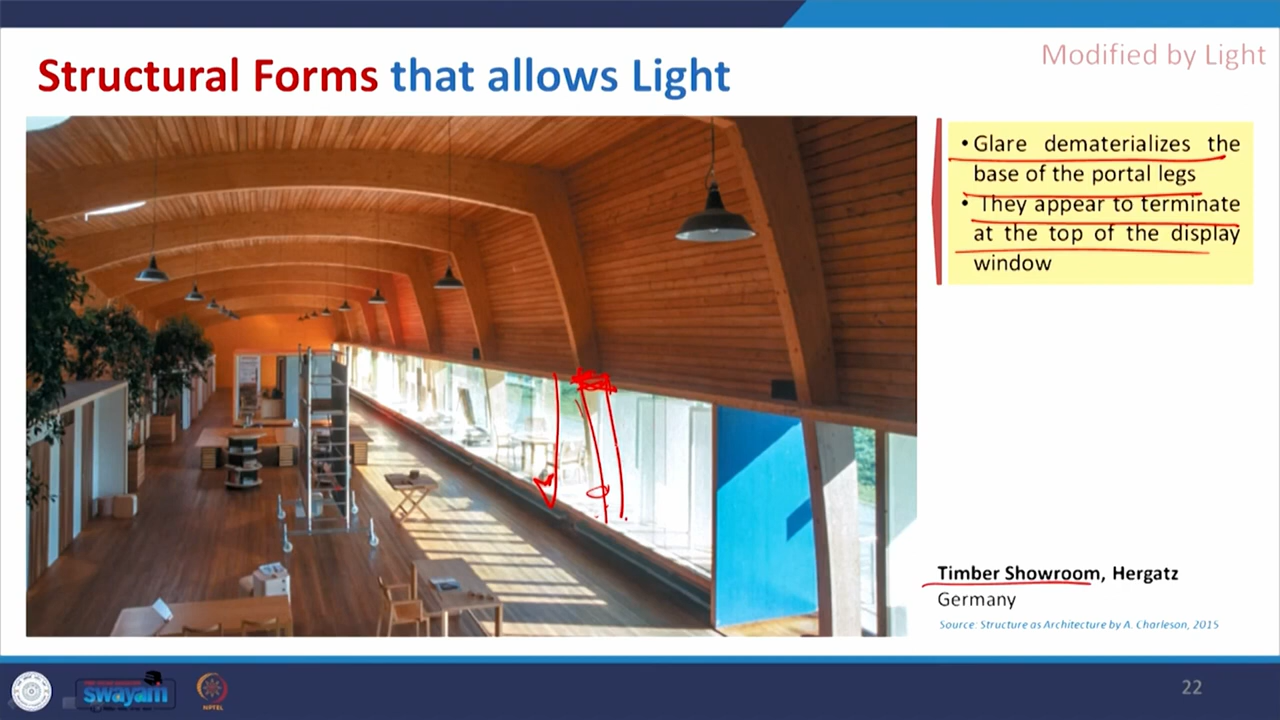 Modified by Light
Structural Forms that allows Light
• Glare dematerializes the
base of the portal legs
• They appear to terminate
at the top of the display
window
Timber Showroom, Hergatz
Germany
Source: Structure as Architecture by A. Charleson, 2015
swayam
NPTEL
22